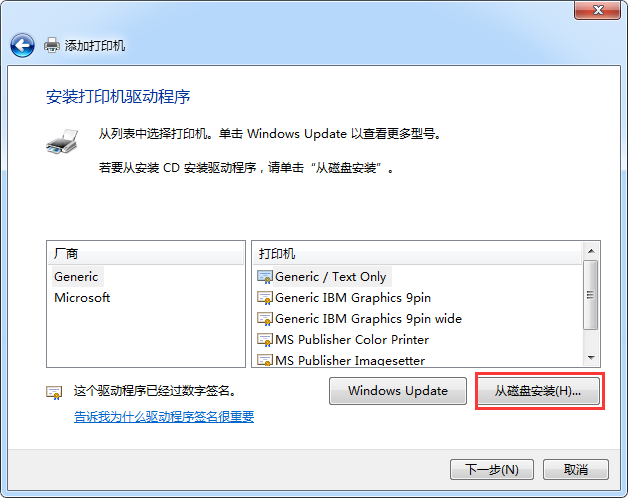 添加打印机
安装打印机驱动程序
从列表中选择打印机。单击 Windows Update 以查看更多型号。
若要从安装 CD 安装驱动程序，请单击“从磁盘安装”。
厂商
Generic
Microsoft
打印机
Generic / Text Only
Generic IBM Graphics 9pin
Generic IBM Graphics 9pin wide
MS Publisher Color Printer
MS Publisher Imagesetter
这个驱动程序已经过数字签名。
告诉我为什么驱动程序签名很重要
Windows Update
从磁盘安装(H)...
下一步(N)
取消